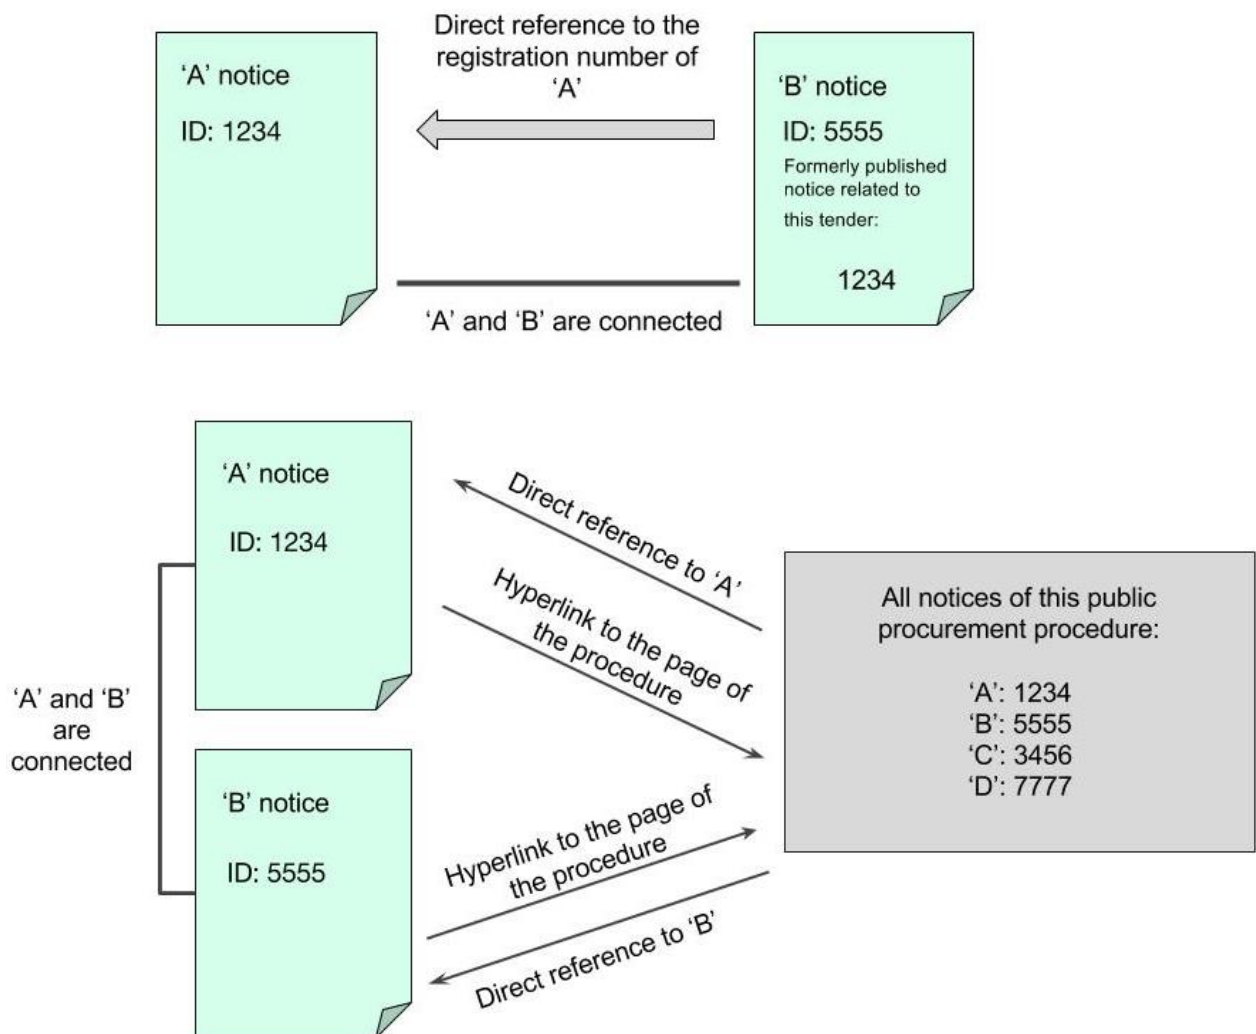 Direct reference to the
registration number of
‘A’
‘A’ notice
ID: 1234
‘B’ notice
ID: 5555
Formerly published
notice related to
this tender:
1234
‘A’ and ‘B’ are connected
‘A’ notice
ID: 1234
Direct reference to ‘A’
Hyperlink to the page of
the procedure
All notices of this public
procurement procedure:
‘A’: 1234
‘B’: 5555
‘C’: 3456
‘D’: 7777
‘A’ and ‘B’
are
connected
‘B’ notice
ID: 5555
Hyperlink to the page of
the procedure
Direct reference to ‘B’